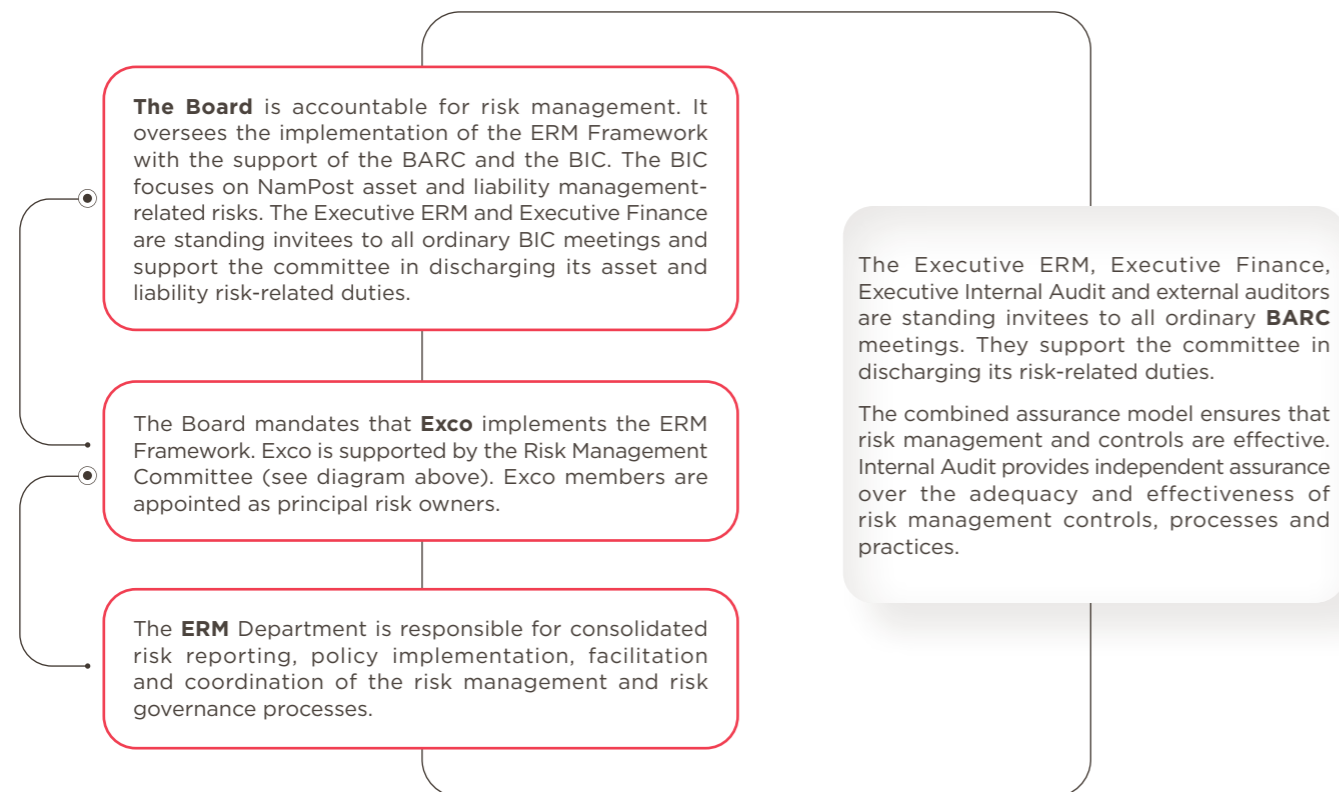 The Board is accountable for risk management. It
oversees the implementation of the ERM Framework
with the support of the BARC and the BIC. The BIC
focuses on NamPost asset and liability management-
related risks. The Executive ERM and Executive Finance
are standing invitees to all ordinary BIC meetings and
support the committee in discharging its asset and
liability risk-related duties.
The Board mandates that Exco implements the ERM
Framework. Exco is supported by the Risk Management
Committee (see diagram above). Exco members are
appointed as principal risk owners.
The ERM Department is responsible for consolidated
risk reporting, policy implementation, facilitation
and coordination of the risk management and risk
governance processes.
The Executive ERM, Executive Finance,
Executive Internal Audit and external auditors
are standing invitees to all ordinary BARC
meetings. They support the committee in
discharging its risk-related duties.
The combined assurance model ensures that
risk management and controls are effective.
Internal Audit provides independent assurance
over the adequacy and effectiveness of
risk management controls, processes and
practices.